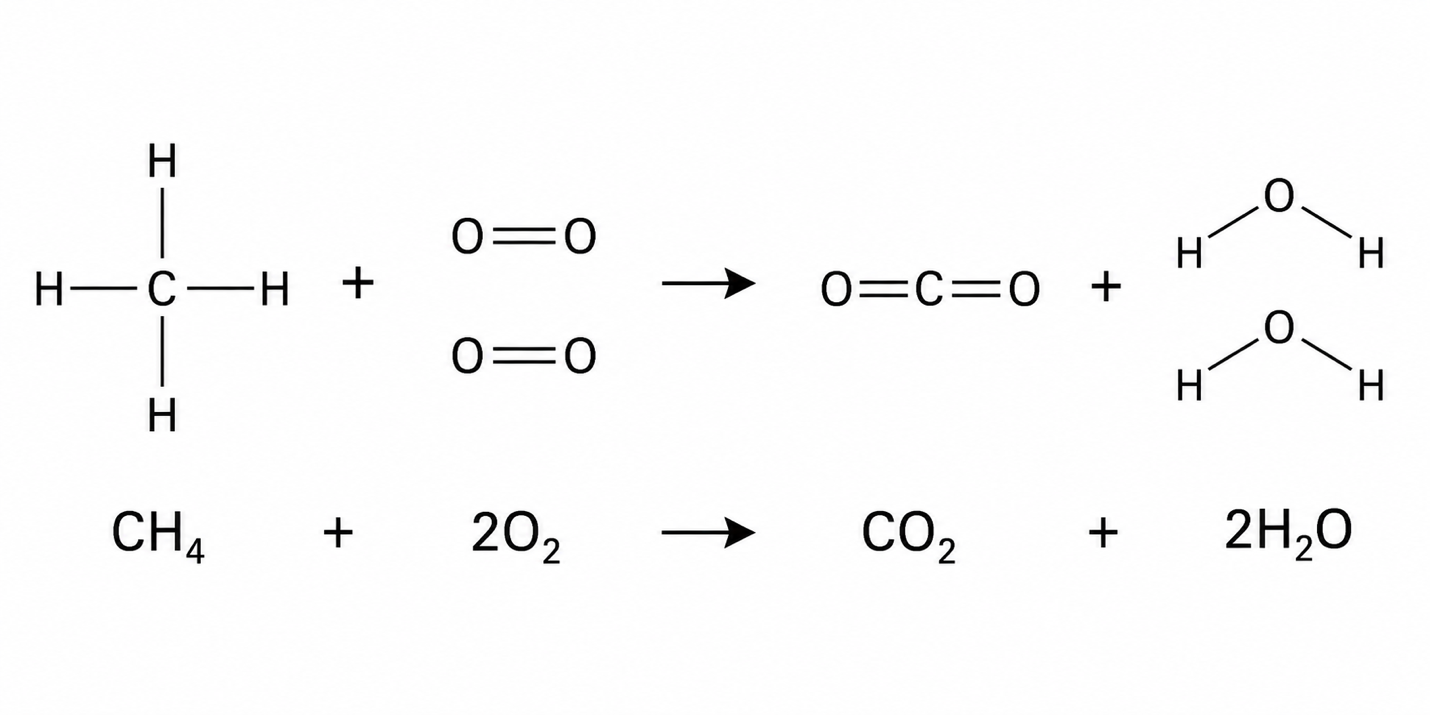 H
O=O
O
H—C—H + → O=C=O + H H
O=O
O
H H
H
CH₄ + 2O₂ → CO₂ + 2H₂O